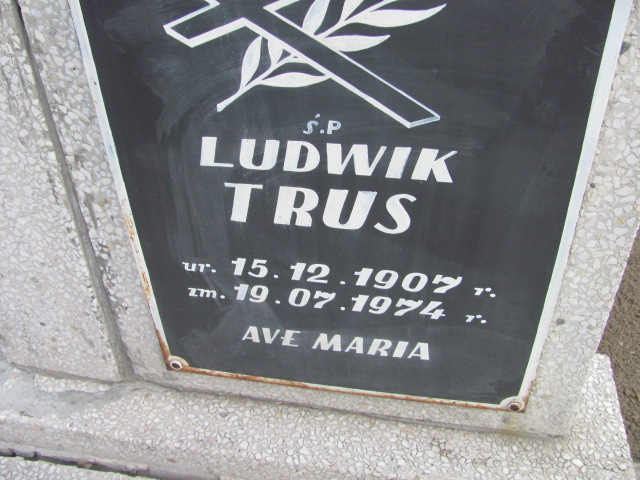 Ś.P
LUDWIK
TRUS
ur. 15.12.1907 r.
zm. 19.07.1974 r.
AVE MARIA